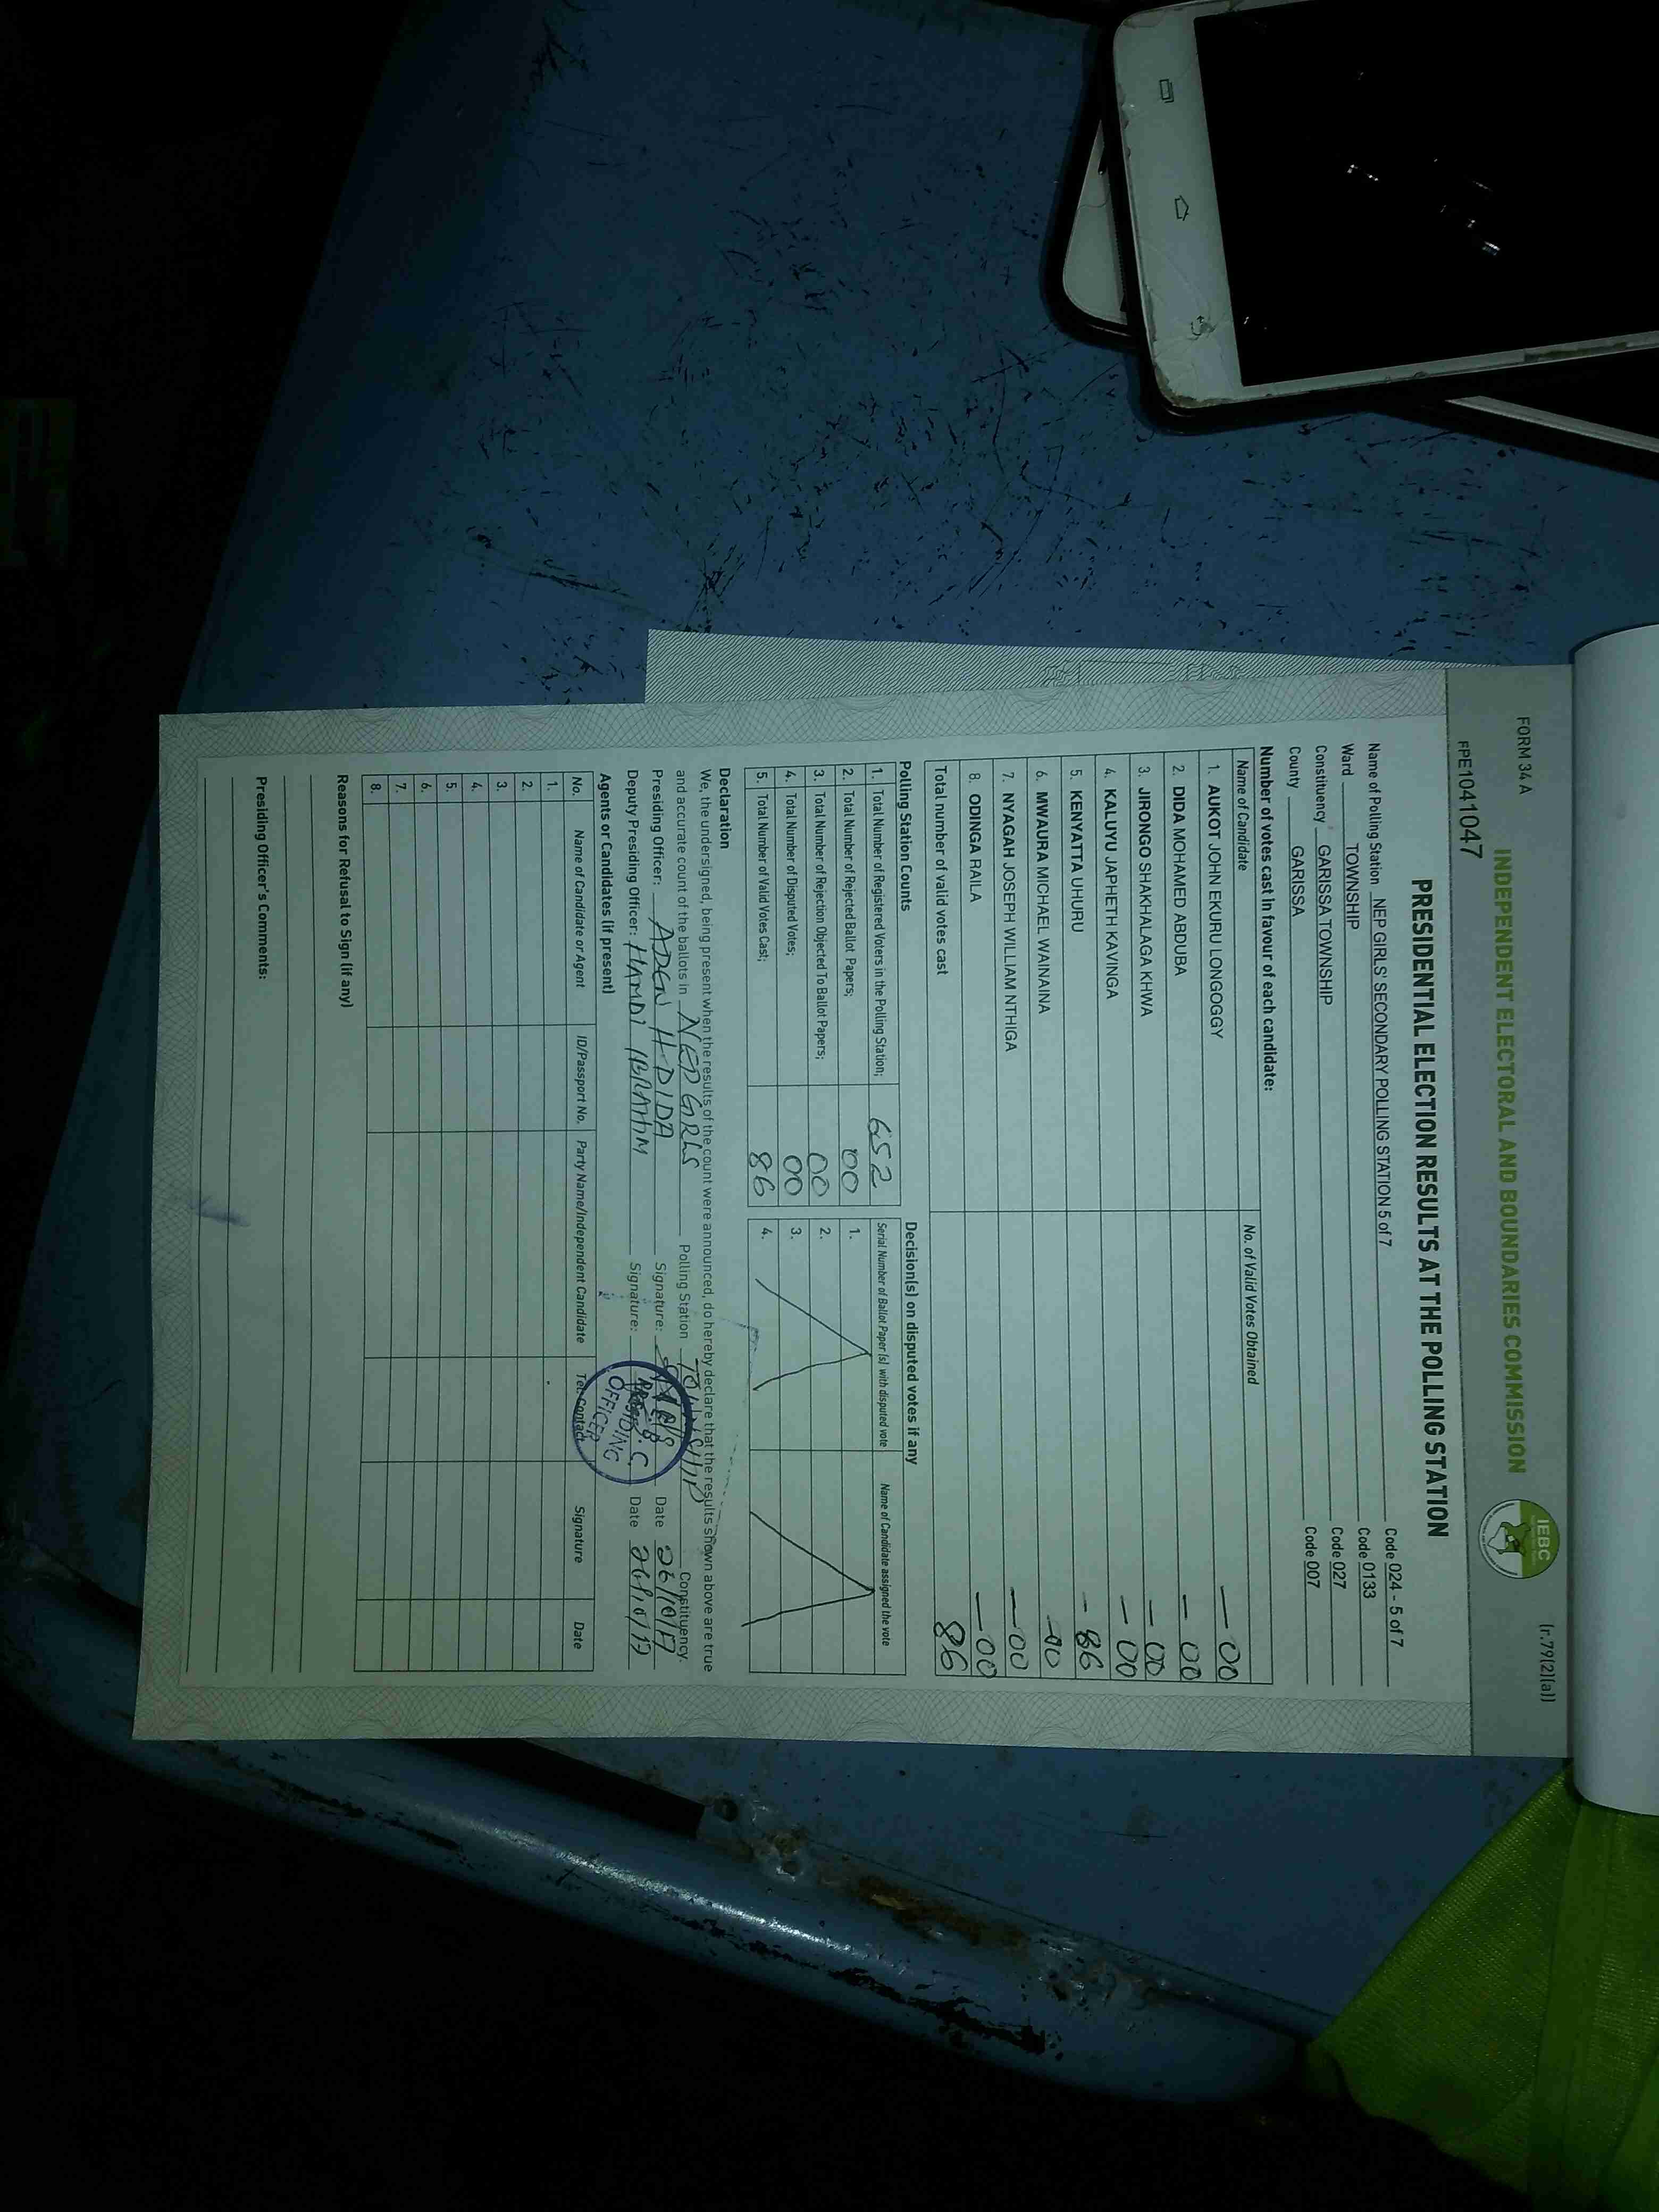 FORM 34 A
(r.79(2)(a))
INDEPENDENT ELECTORAL AND BOUNDARIES COMMISSION
IEBC
FPE1041047
PRESIDENTIAL ELECTION RESULTS AT THE POLLING STATION
Name of Polling Station NEP GIRLS' SECONDARY POLLING STATION 5 of 7 Code 024 - 5 of 7
Ward TOWNSHIP Code 0133
Constituency GARISSA TOWNSHIP Code 027
County GARISSA Code 007
Number of votes cast in favour of each candidate:
Name of Candidate No. of Valid Votes Obtained
1. AUKOT JOHN EKURU LONGOGGY — 00
2. DIDA MOHAMED ABDUBA — 00
3. JIRONGO SHAKHALAGA KHWA — 00
4. KALUYU JAPHETH KAVINGA — 00
5. KENYATTA UHURU - 86
6. MWAURA MICHAEL WAINAINA - 00
7. NYAGAH JOSEPH WILLIAM NTHIGA — 00
8. ODINGA RAILA — 00
Total number of valid votes cast 86
Polling Station Counts
1. Total Number of Registered Voters in the Polling Station; 652
2. Total Number of Rejected Ballot Papers; 00
3. Total Number of Rejection Objected To Ballot Papers; 00
4. Total Number of Disputed Votes; 00
5. Total Number of Valid Votes Cast; 86
Decision(s) on disputed votes if any
Serial Number of Ballot Paper (s) with disputed vote Name of Candidate assigned the vote
1.
2.
3.
4.
Declaration
We, the undersigned, being present when the results of the count were announced, do hereby declare that the results shown above are true
and accurate count of the ballots in NEP GIRLS Polling Station TOWNSHIP Constituency.
Presiding Officer: ADEN H. DIDA Signature: Date 26/10/17
Deputy Presiding Officer: HAMDI IBRAHIM Signature: Date 26/10/17
PRESIDING
OFFICER
Agents or Candidates (if present)
No. Name of Candidate or Agent ID/Passport No. Party Name/Independent Candidate Tel. Contact Signature Date
1.
2.
3.
4.
5.
6.
7.
8.
Reasons for Refusal to Sign (if any)
Presiding Officer's Comments: